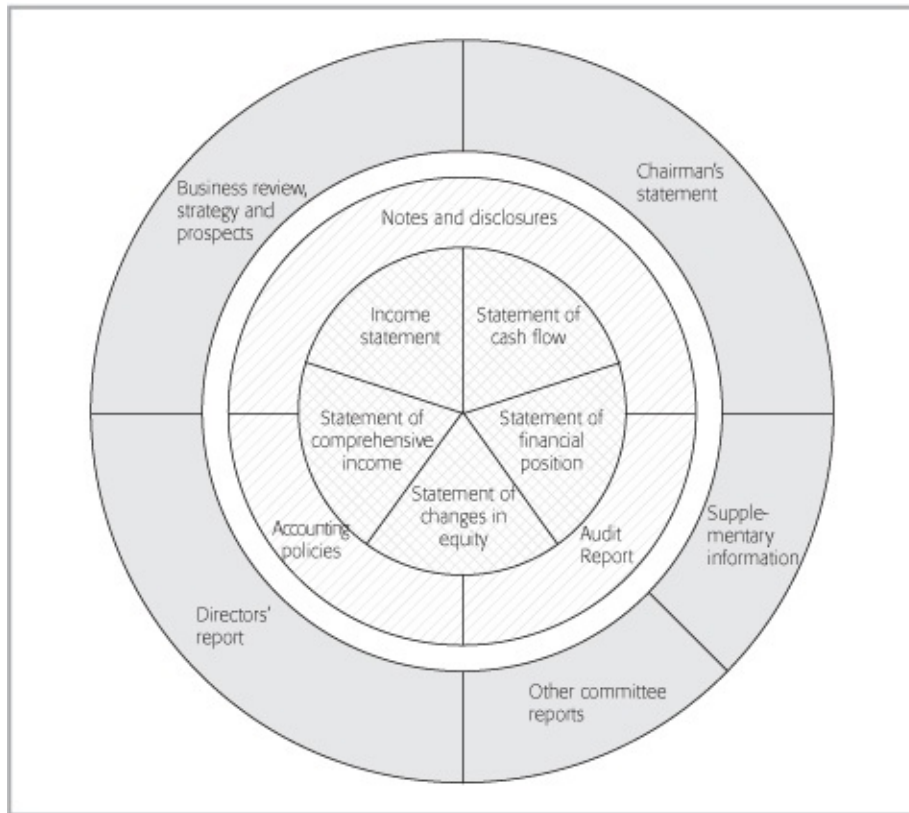 Business review,
strategy and
prospects
Chairman's
statement
Notes and disclosures
Income
statement
Statement of
cash flow
Statement of
comprehensive
income
Statement of
financial
position
Statement of
changes in
equity
Accounting
policies
Audit
Report
Supple-
mentary
information
Directors'
report
Other committee
reports